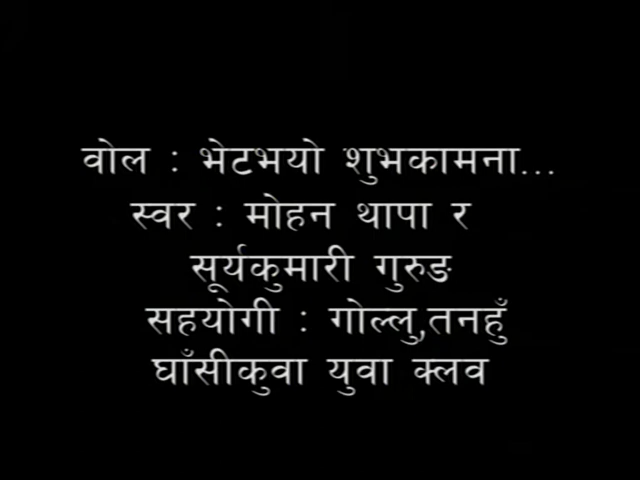 वोल : भेटभयो शुभकामना...
स्वर : मोहन थापा र
सूर्यकुमारी गुरुङ
सहयोगी : गोल्लु,तनहुँ
घाँसीकुवा युवा क्लव